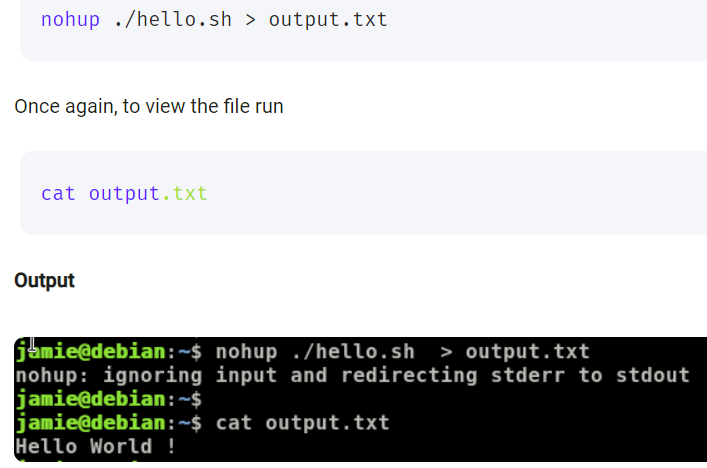 nohup ./hello.sh > output.txt
Once again, to view the file run
cat output.txt
Output
jamie@debian:~$ nohup ./hello.sh  > output.txt
nohup: ignoring input and redirecting stderr to stdout
jamie@debian:~$
jamie@debian:~$ cat output.txt
Hello World !